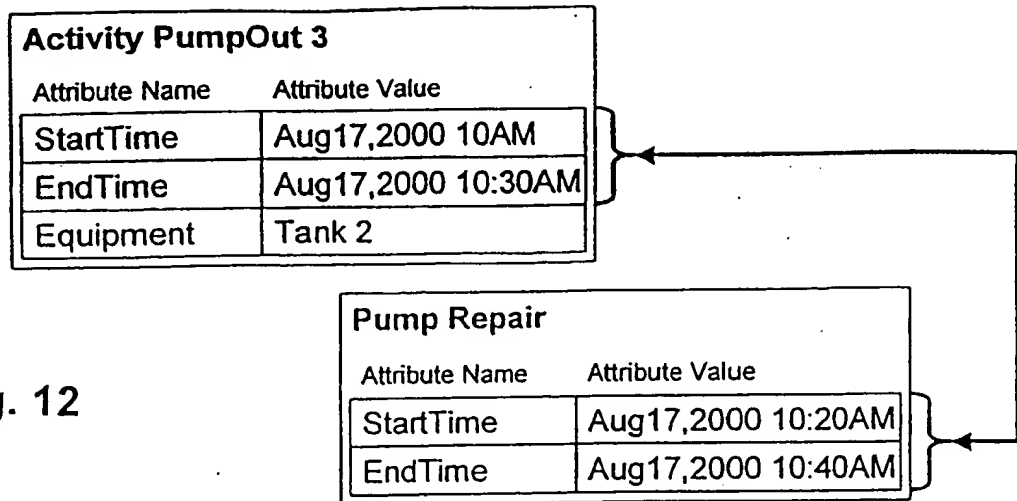 Activity PumpOut 3
Attribute Name Attribute Value
StartTime Aug17,2000 10AM
EndTime Aug17,2000 10:30AM
Equipment Tank 2
Pump Repair
Attribute Name Attribute Value
StartTime Aug17,2000 10:20AM
EndTime Aug17,2000 10:40AM
g. 12